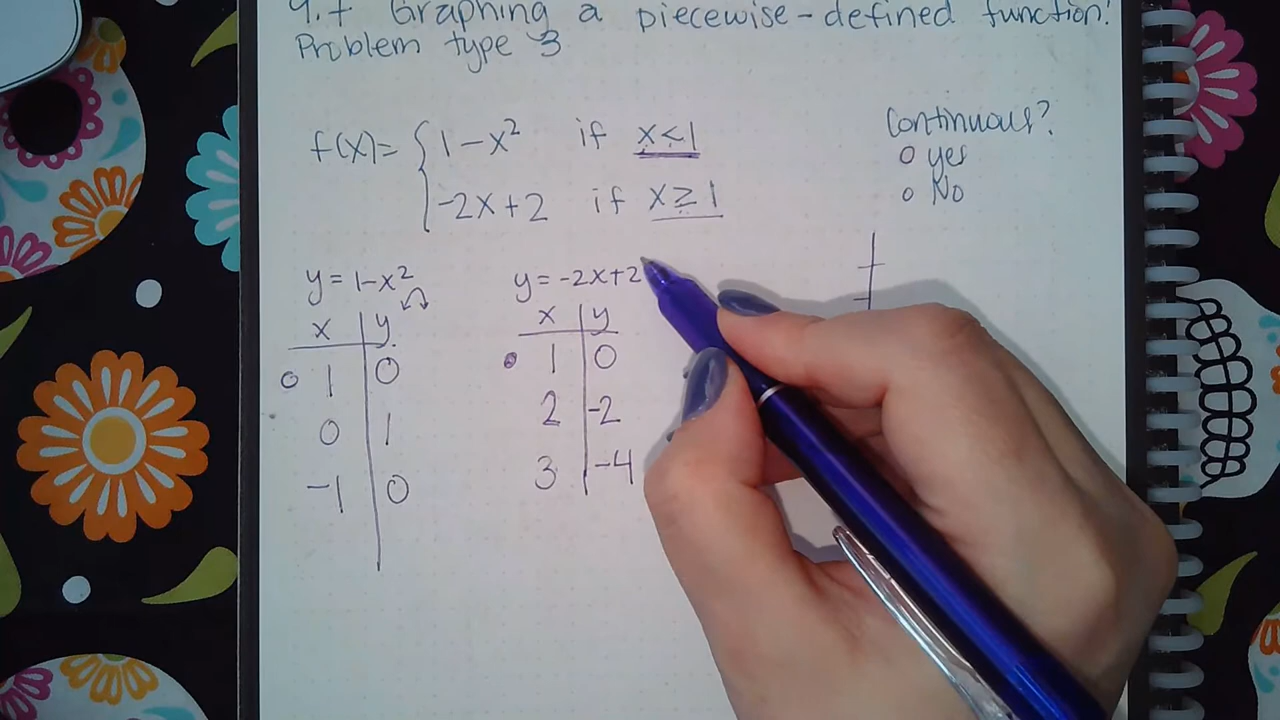 Graphing a piecewise-defined function:
Problem type 3
f(x)= { 1-x² if x<1
-2x+2 if x≥1
Continuous?
○ yes
○ No
y=1-x²
x | y
○ 1 | 0
0 | 1
-1 | 0
y=-2x+2
x | y
● 1 | 0
2 | -2
3 | -4